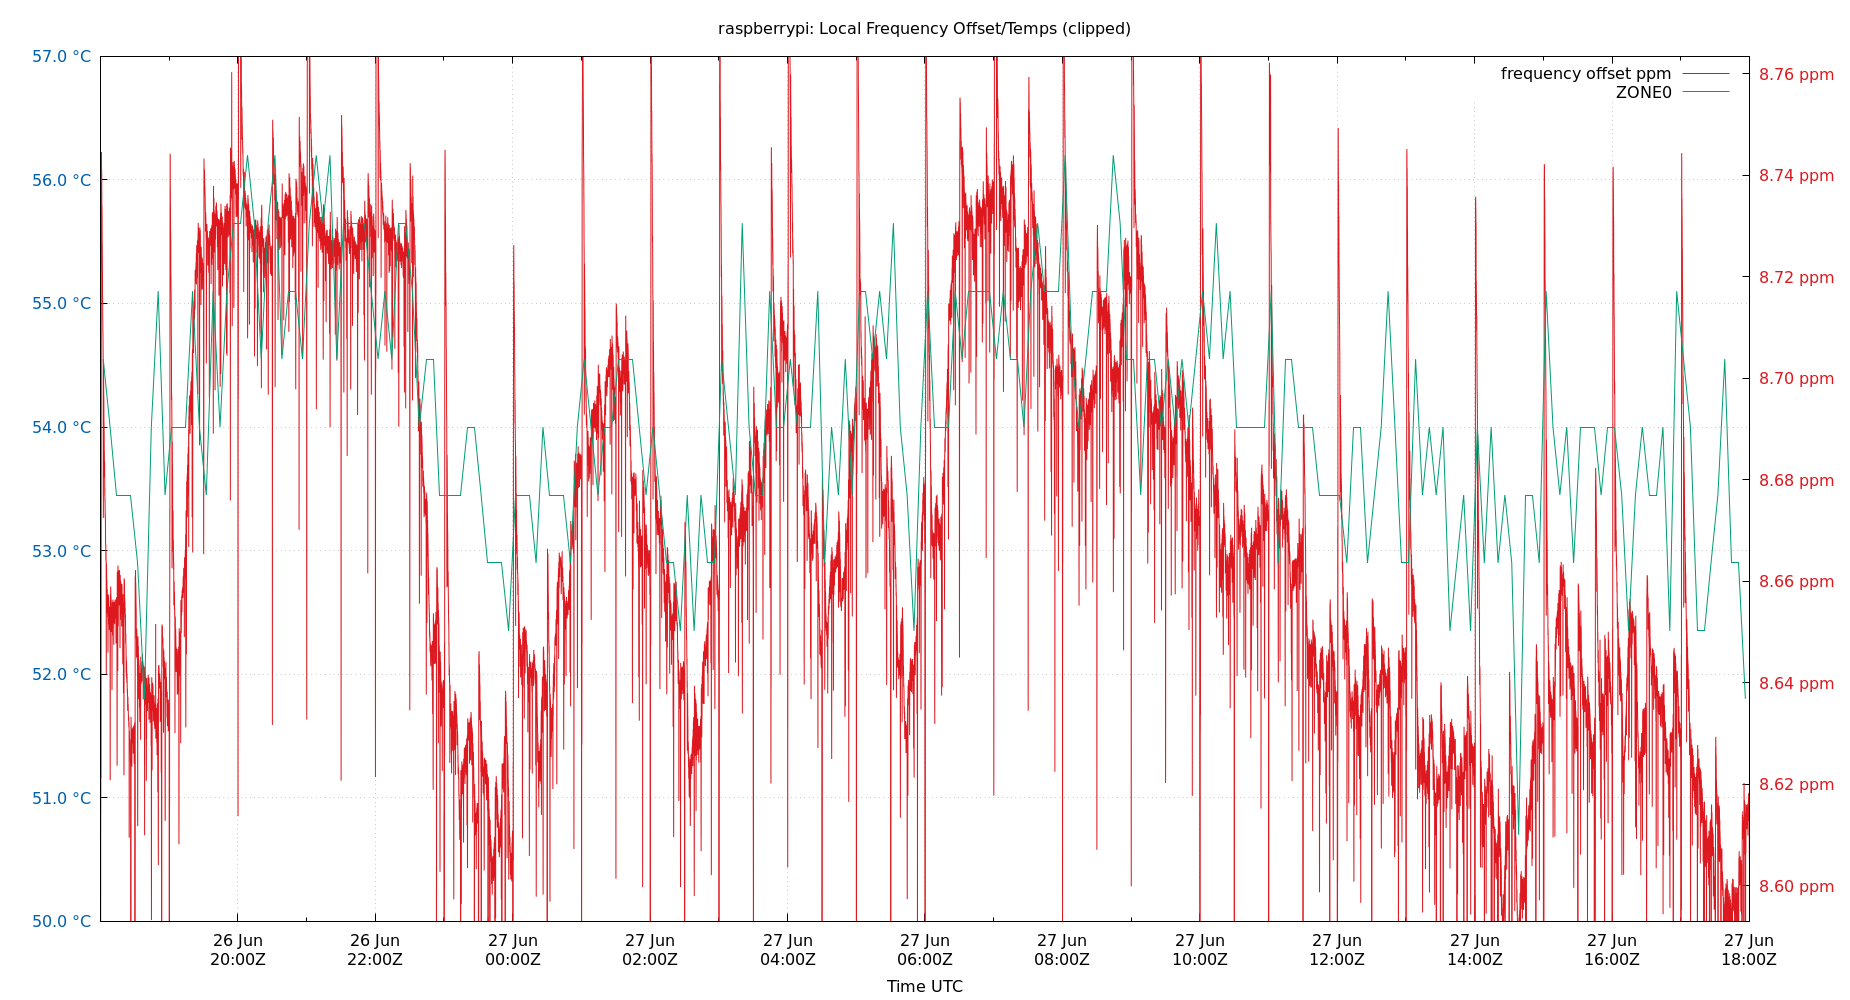 raspberrypi: Local Frequency Offset/Temps (clipped)
57.0 °C
56.0 °C
55.0 °C
54.0 °C
53.0 °C
52.0 °C
51.0 °C
50.0 °C
frequency offset ppm
ZONE0
8.76 ppm
8.74 ppm
8.72 ppm
8.70 ppm
8.68 ppm
8.66 ppm
8.64 ppm
8.62 ppm
8.60 ppm
26 Jun 26 Jun 27 Jun 27 Jun 27 Jun 27 Jun 27 Jun 27 Jun 27 Jun 27 Jun 27 Jun 27 Jun
20:00Z 22:00Z 00:00Z 02:00Z 04:00Z 06:00Z 08:00Z 10:00Z 12:00Z 14:00Z 16:00Z 18:00Z
Time UTC